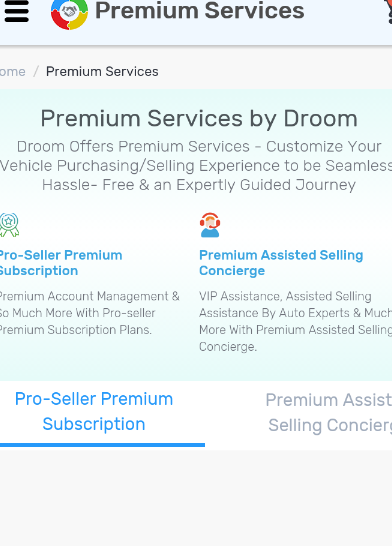 Premium Services
Premium Services
Premium Services by Droom
Droom Offers Premium Services - Customize Your
Vehicle Purchasing/Selling Experience to be Seamless
Hassle- Free & an Expertly Guided Journey
Pro-Seller Premium
Subscription
Premium Account Management &
So Much More With Pro-seller
Premium Subscription Plans.
Premium Assisted Selling
Concierge
VIP Assistance, Assisted Selling
Assistance By Auto Experts & Much
More With Premium Assisted Selling
Concierge.
Pro-Seller Premium
Subscription
Premium Assist
Selling Concierg